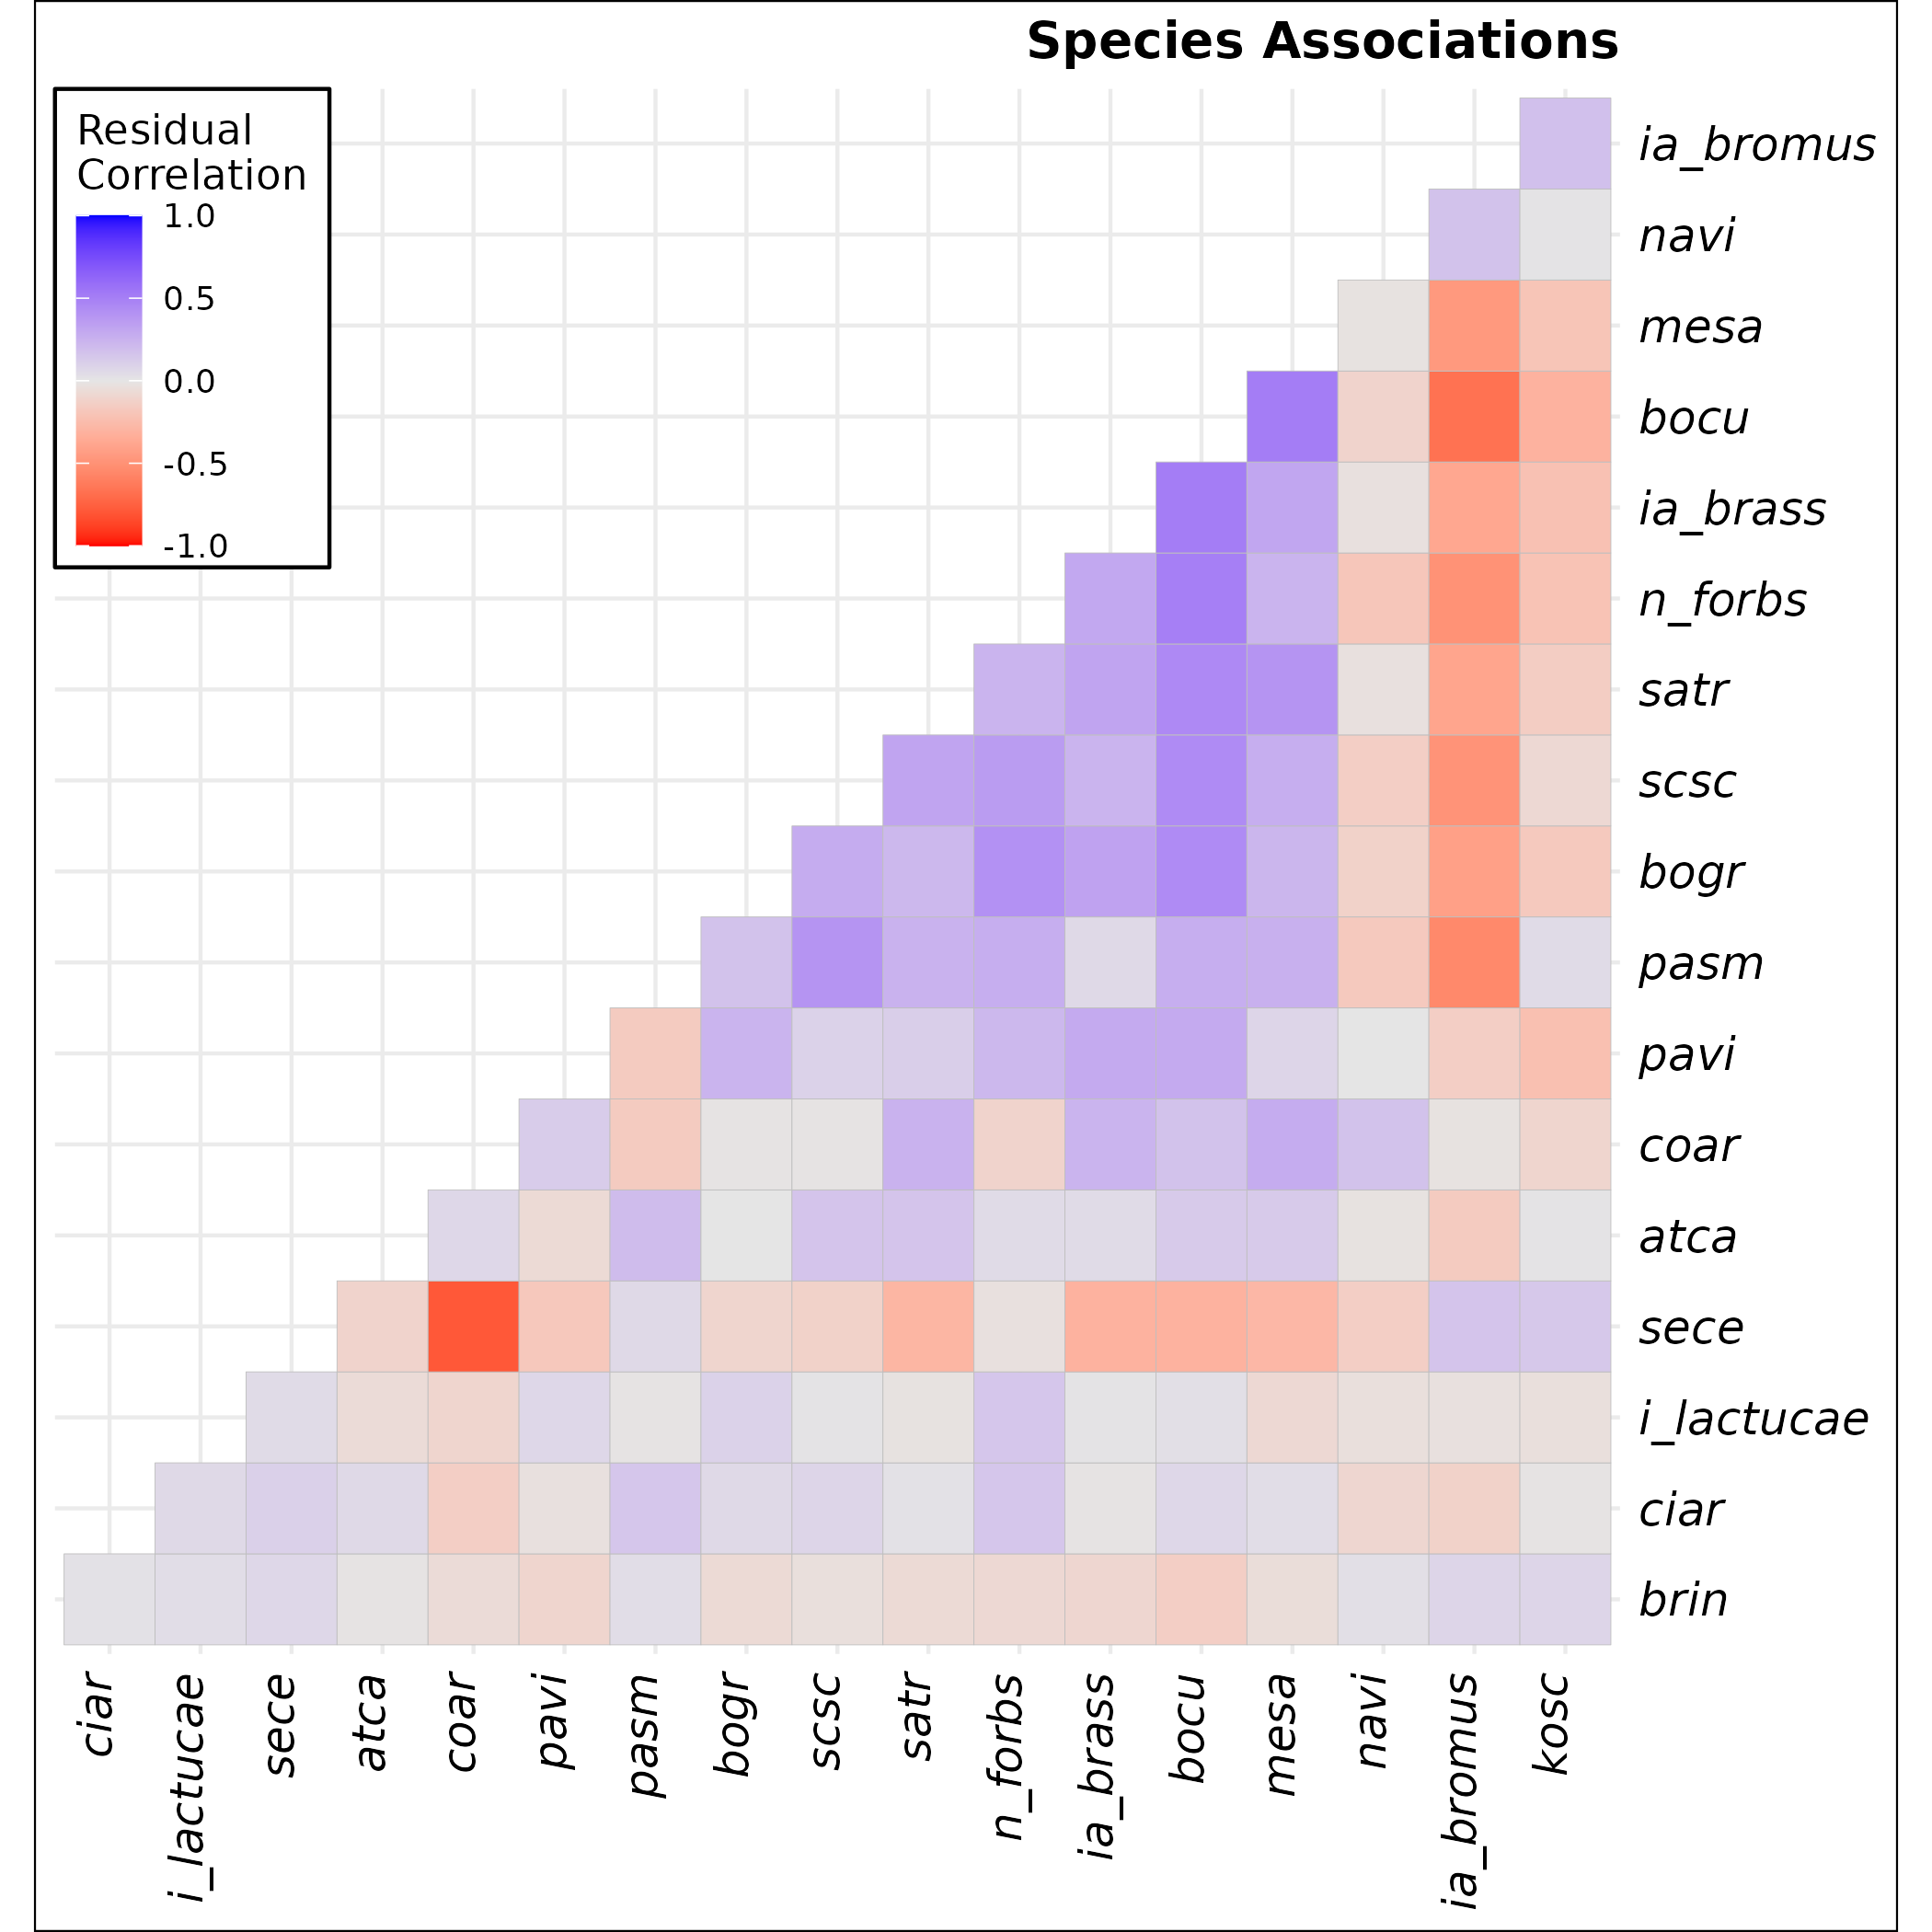 Species Associations
Residual
Correlation
1.0
0.5
0.0
-0.5
-1.0
ia_bromus
navi
mesa
bocu
ia_brass
n_forbs
satr
scsc
bogr
pasm
pavi
coar
atca
sece
i_lactucae
ciar
brin
ciar
i_lactucae
sece
atca
coar
pavi
pasm
bogr
scsc
satr
n_forbs
ia_brass
bocu
mesa
navi
ia_bromus
kosc